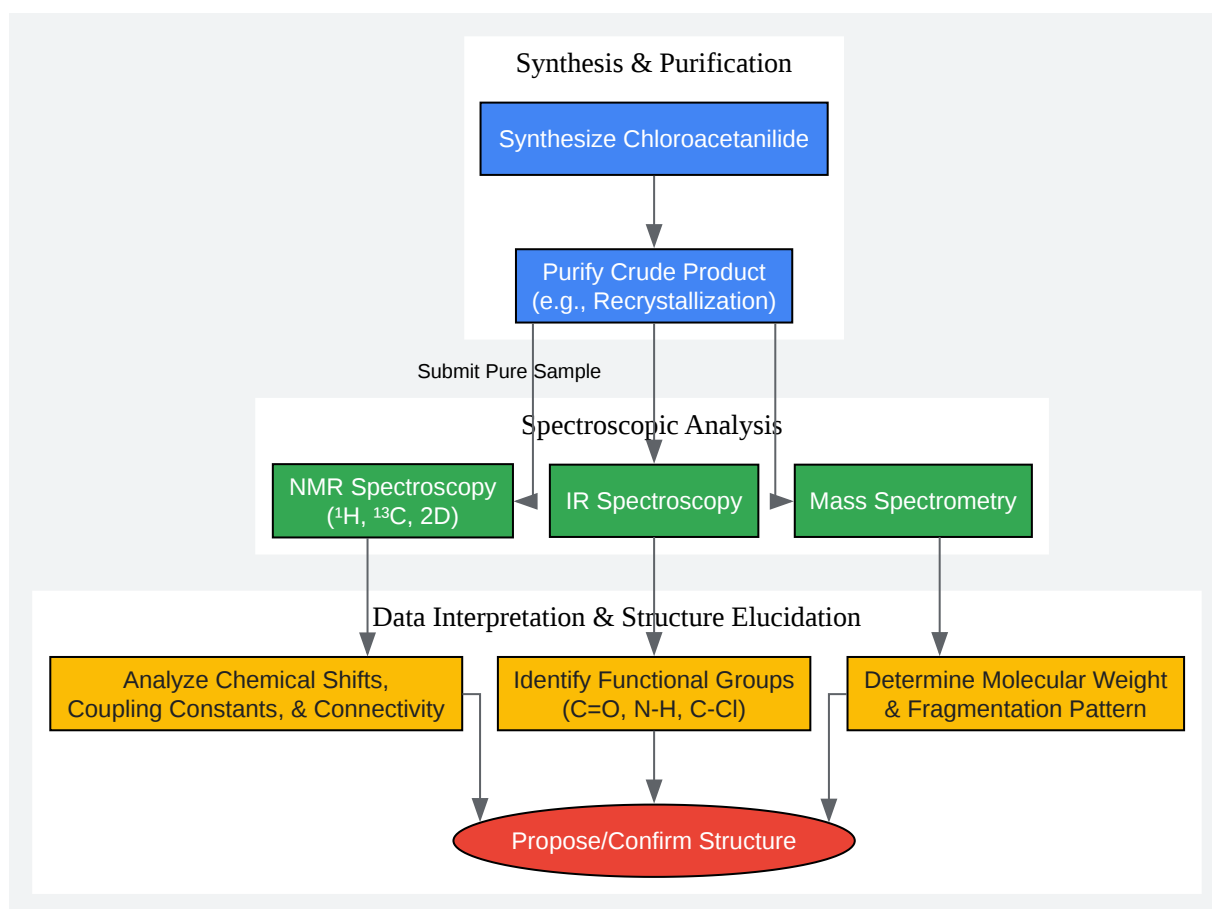 Synthesis & Purification
Synthesize Chloroacetanilide
Purify Crude Product
(e.g., Recrystallization)
Submit Pure Sample
Spectroscopic Analysis
NMR Spectroscopy
(¹H, ¹³C, 2D)
IR Spectroscopy
Mass Spectrometry
Data Interpretation & Structure Elucidation
Analyze Chemical Shifts,
Coupling Constants, & Connectivity
Identify Functional Groups
(C=O, N-H, C-Cl)
Determine Molecular Weight
& Fragmentation Pattern
Propose/Confirm Structure